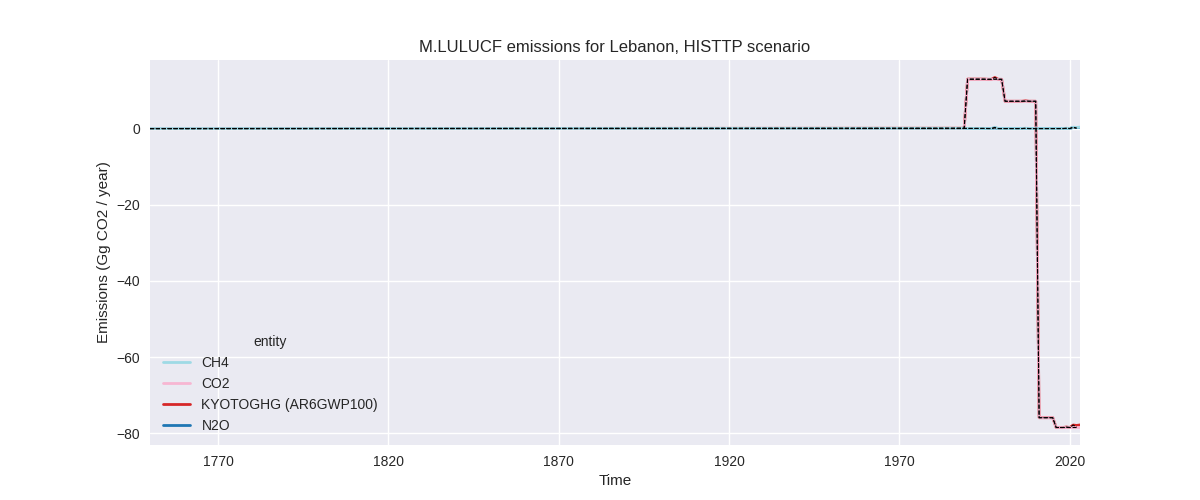 M.LULUCF emissions for Lebanon, HISTTP scenario
Emissions (Gg CO2 / year)
0
−20
−40
−60
−80
entity
CH4
CO2
KYOTOGHG (AR6GWP100)
N2O
1770 1820 1870 1920 1970 2020
Time